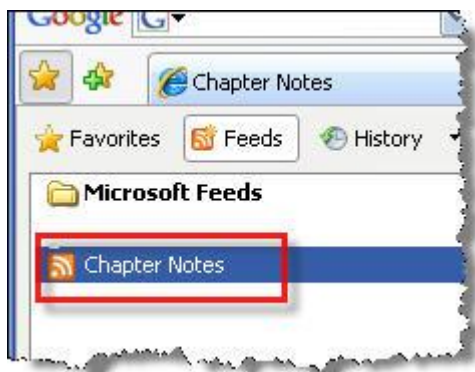 Google G
Chapter Notes
Favorites Feeds History
Microsoft Feeds
Chapter Notes